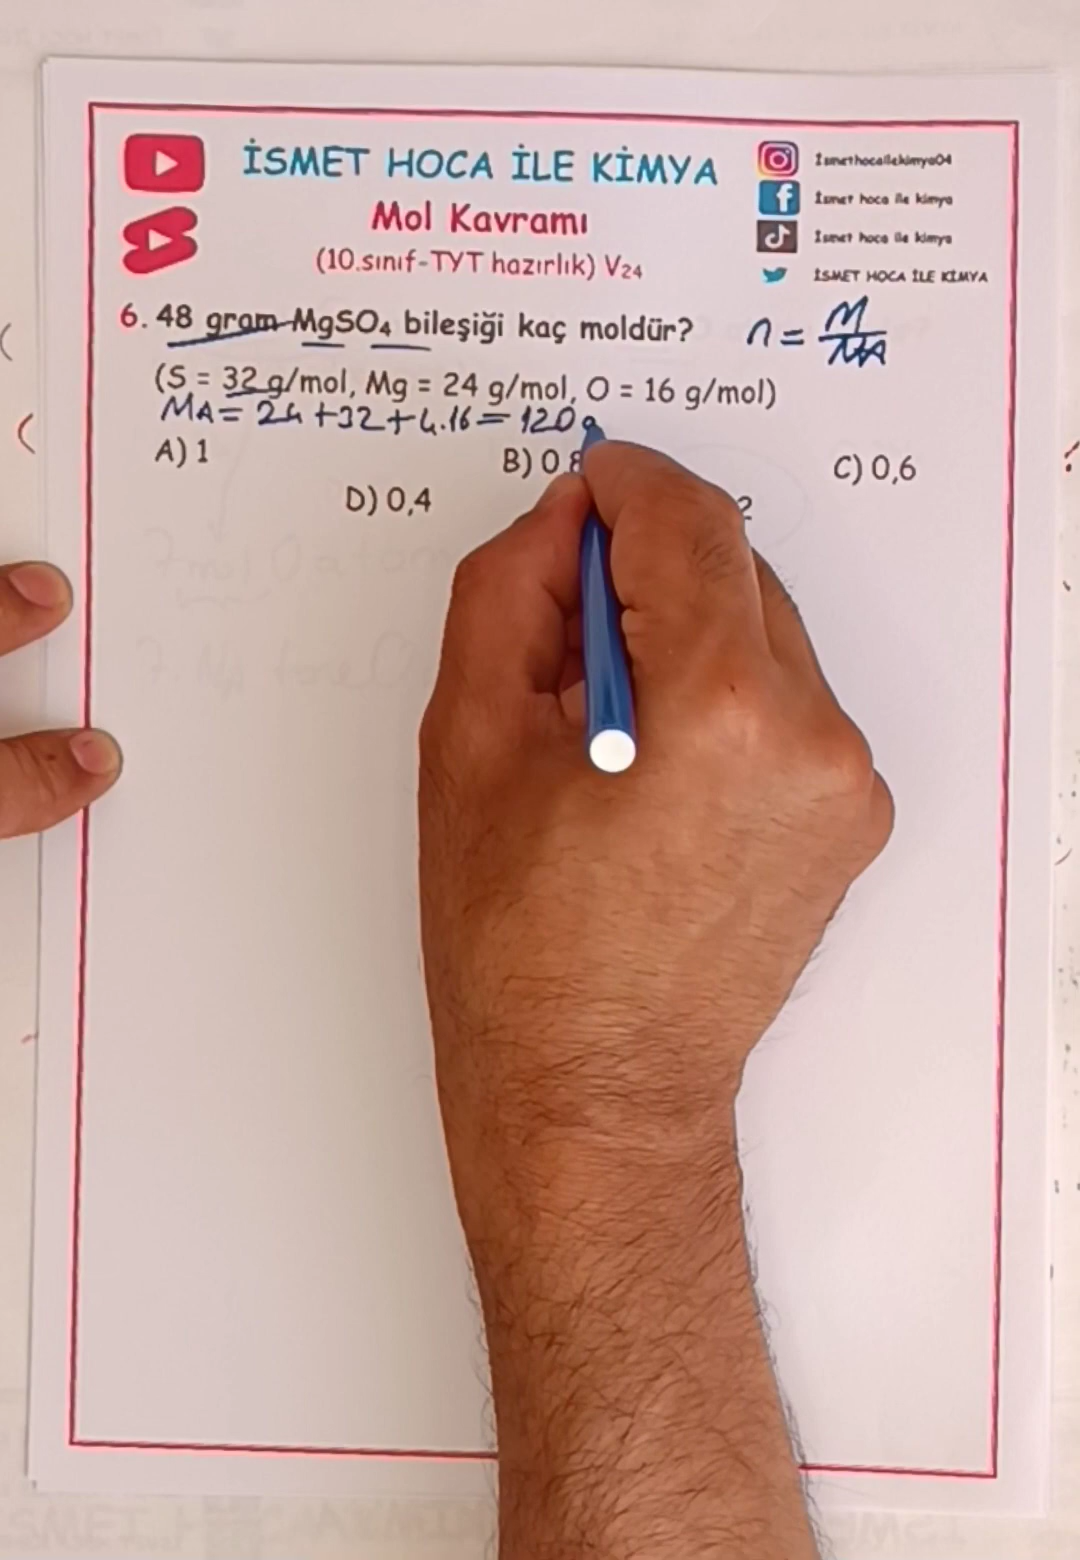 İSMET HOCA İLE KİMYA
Mol Kavramı
(10.sınıf-TYT hazırlık) V24
İsmethocailekimya04
İsmet hoca ile kimya
İsmet hoca ile kimya
İSMET HOCA İLE KİMYA
6. 48 gram MgSO₄ bileşiği kaç moldür?
n = M/MA
(S = 32 g/mol, Mg = 24 g/mol, O = 16 g/mol)
MA = 24 + 32 + 4.16 = 120 g
A) 1
B) 0
C) 0,6
D) 0,4
2